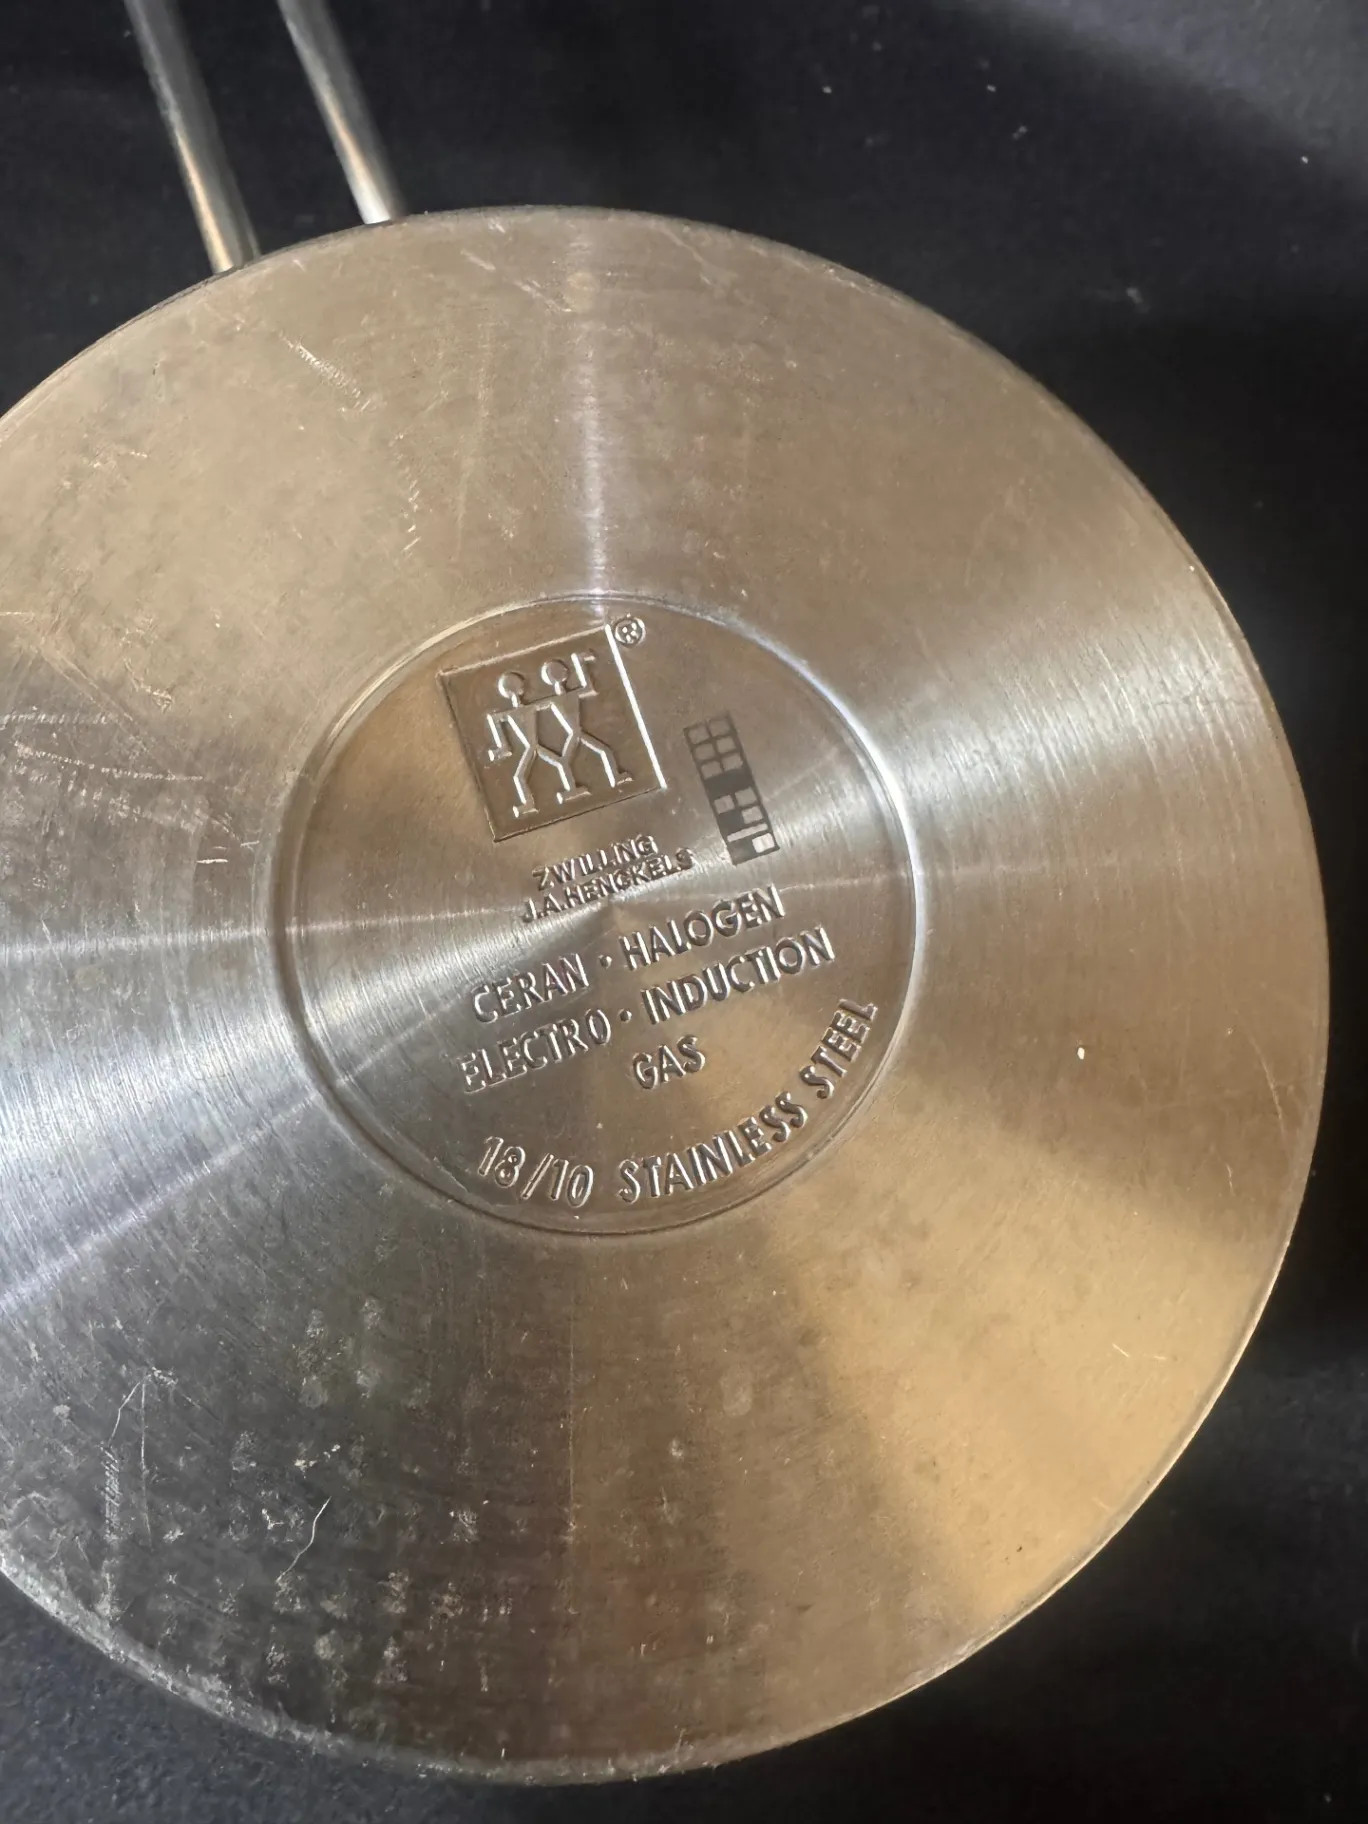 ®
ZWILLING
J.A.HENCKELS
CERAN · HALOGEN
ELECTRO · INDUCTION
GAS
18/10 STAINLESS STEEL